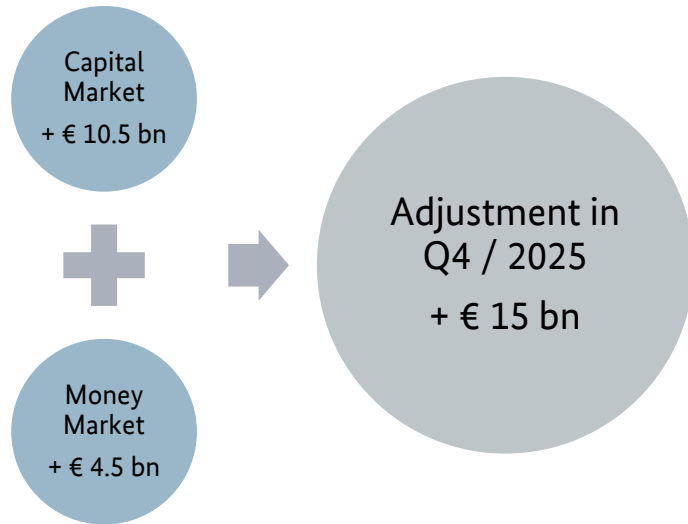 Capital
Market
+ € 10.5 bn
Adjustment in
Q4 / 2025
+ € 15 bn
Money
Market
+ € 4.5 bn